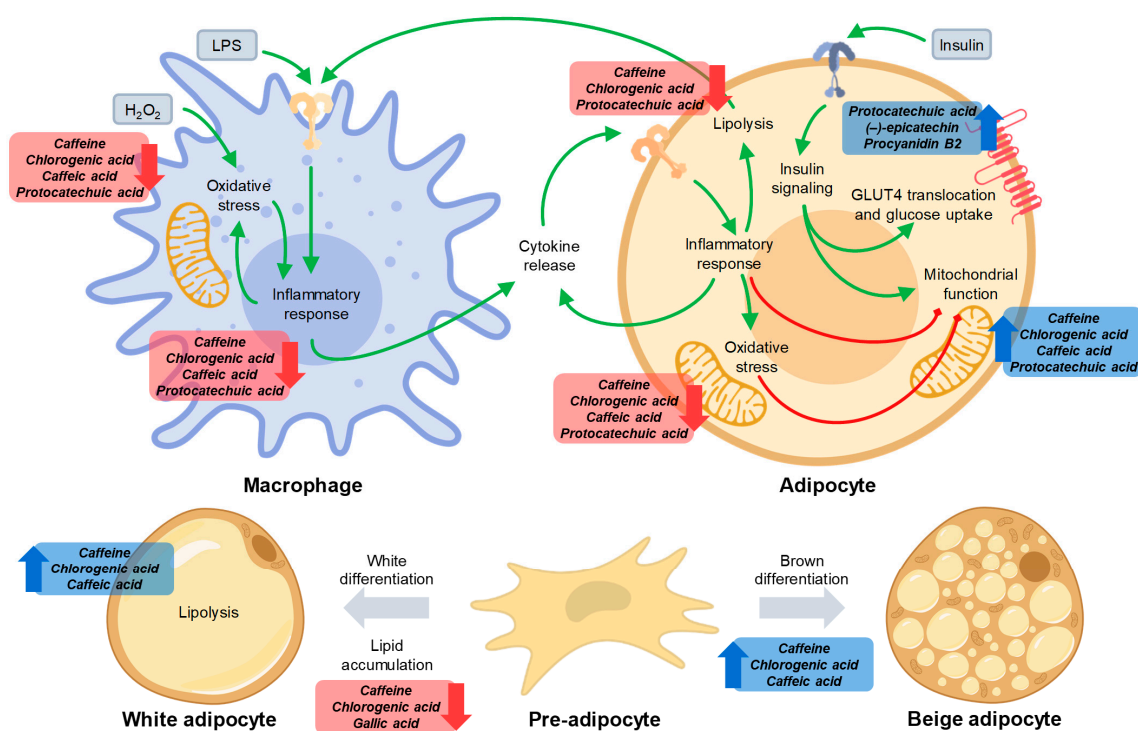 LPS
H₂O₂
Caffeine
Chlorogenic acid
Caffeic acid
Protocatechuic acid
Oxidative
stress
Inflammatory
response
Caffeine
Chlorogenic acid
Caffeic acid
Protocatechuic acid
Macrophage
Cytokine
release
Insulin
Caffeine
Chlorogenic acid
Protocatechuic acid
Lipolysis
Protocatechuic acid
(–)-epicatechin
Procyanidin B2
Insulin
signaling
GLUT4 translocation
and glucose uptake
Inflammatory
response
Mitochondrial
function
Caffeine
Chlorogenic acid
Caffeic acid
Protocatechuic acid
Oxidative
stress
Caffeine
Chlorogenic acid
Caffeic acid
Protocatechuic acid
Adipocyte
Caffeine
Chlorogenic acid
Caffeic acid
Lipolysis
White adipocyte
White
differentiation
Lipid
accumulation
Caffeine
Chlorogenic acid
Gallic acid
Pre-adipocyte
Brown
differentiation
Caffeine
Chlorogenic acid
Caffeic acid
Beige adipocyte